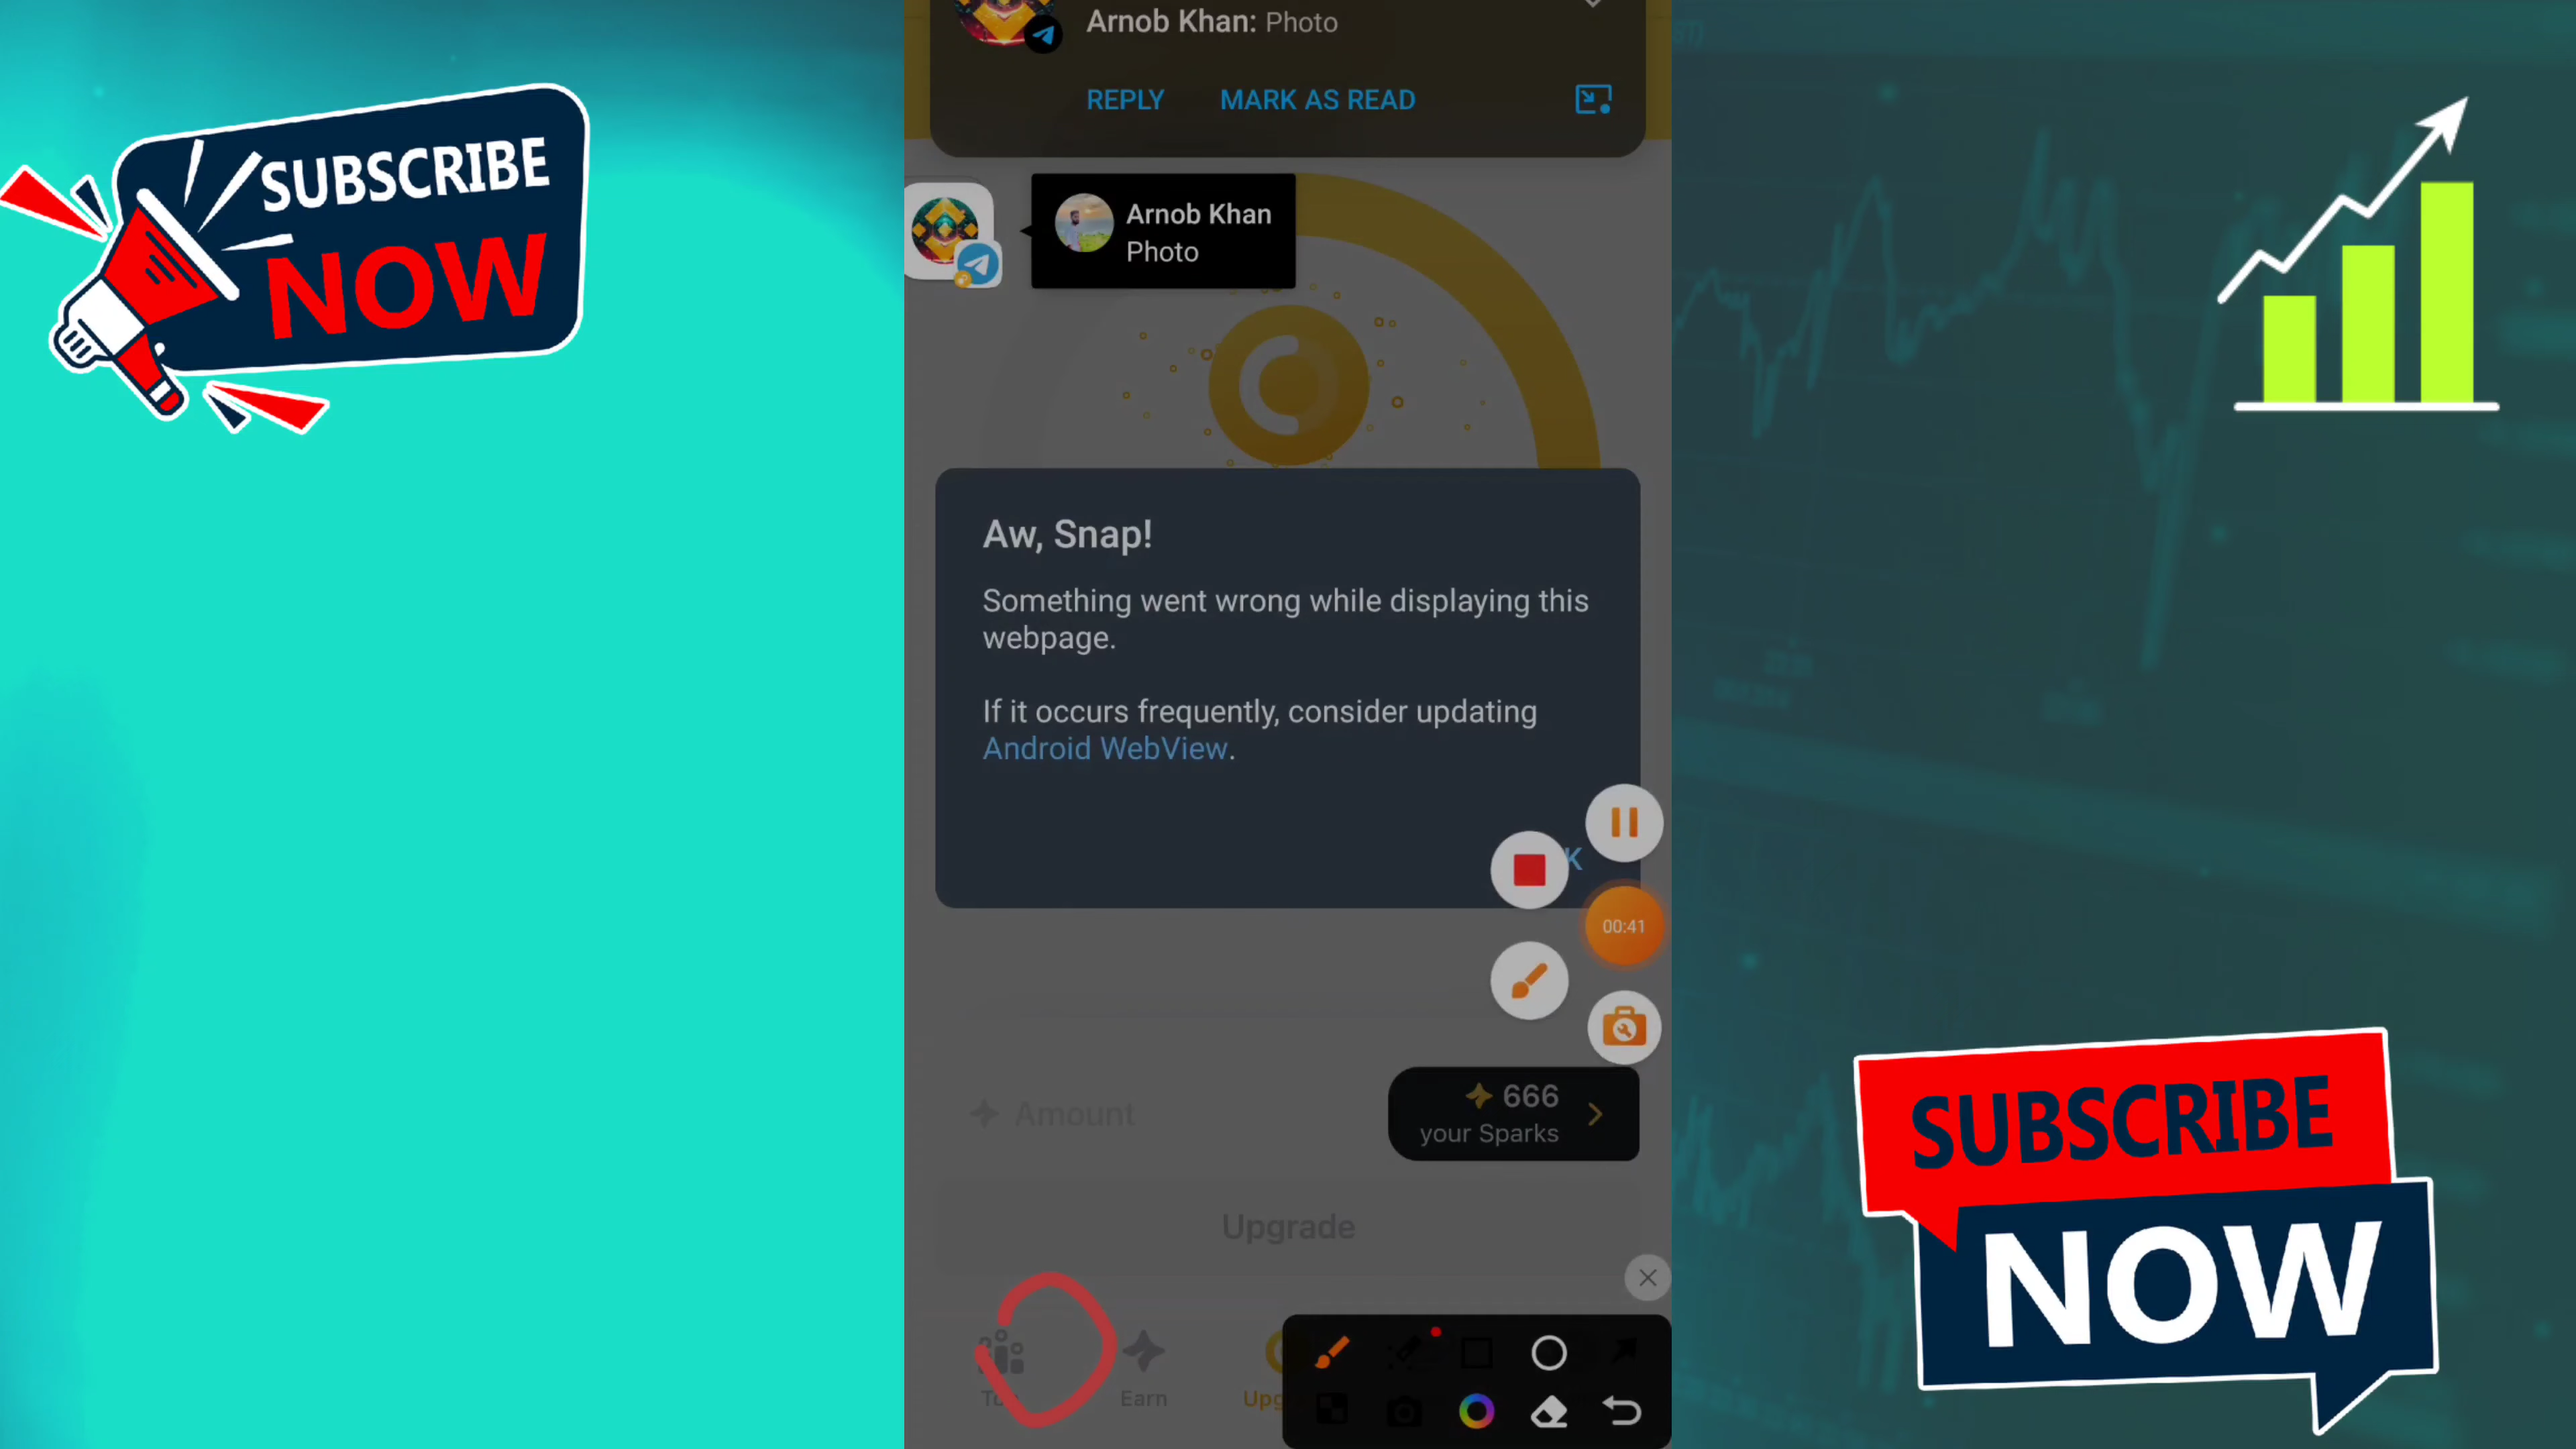 Arnob Khan: Photo
REPLY MARK AS READ
SUBSCRIBE
NOW
Arnob Khan
Photo
Aw, Snap!
Something went wrong while displaying this
webpage.
If it occurs frequently, consider updating
Android WebView.
K
00:41
666
Amount
your Sparks
Upgrade
Earn
Upg
SUBSCRIBE
NOW